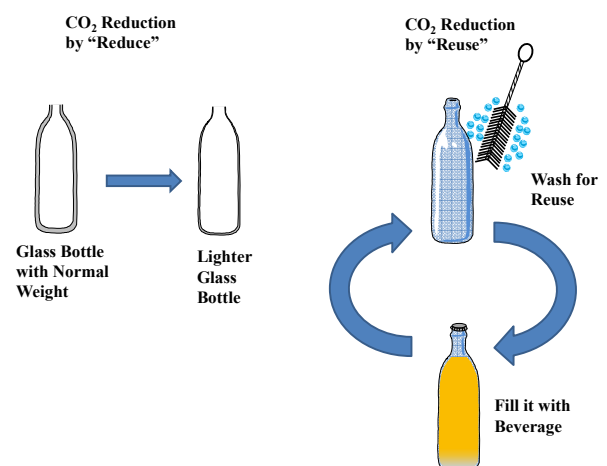 CO₂ Reduction
by “Reduce”
Glass Bottle
with Normal
Weight
Lighter
Glass
Bottle
CO₂ Reduction
by “Reuse”
Wash for
Reuse
Fill it with
Beverage